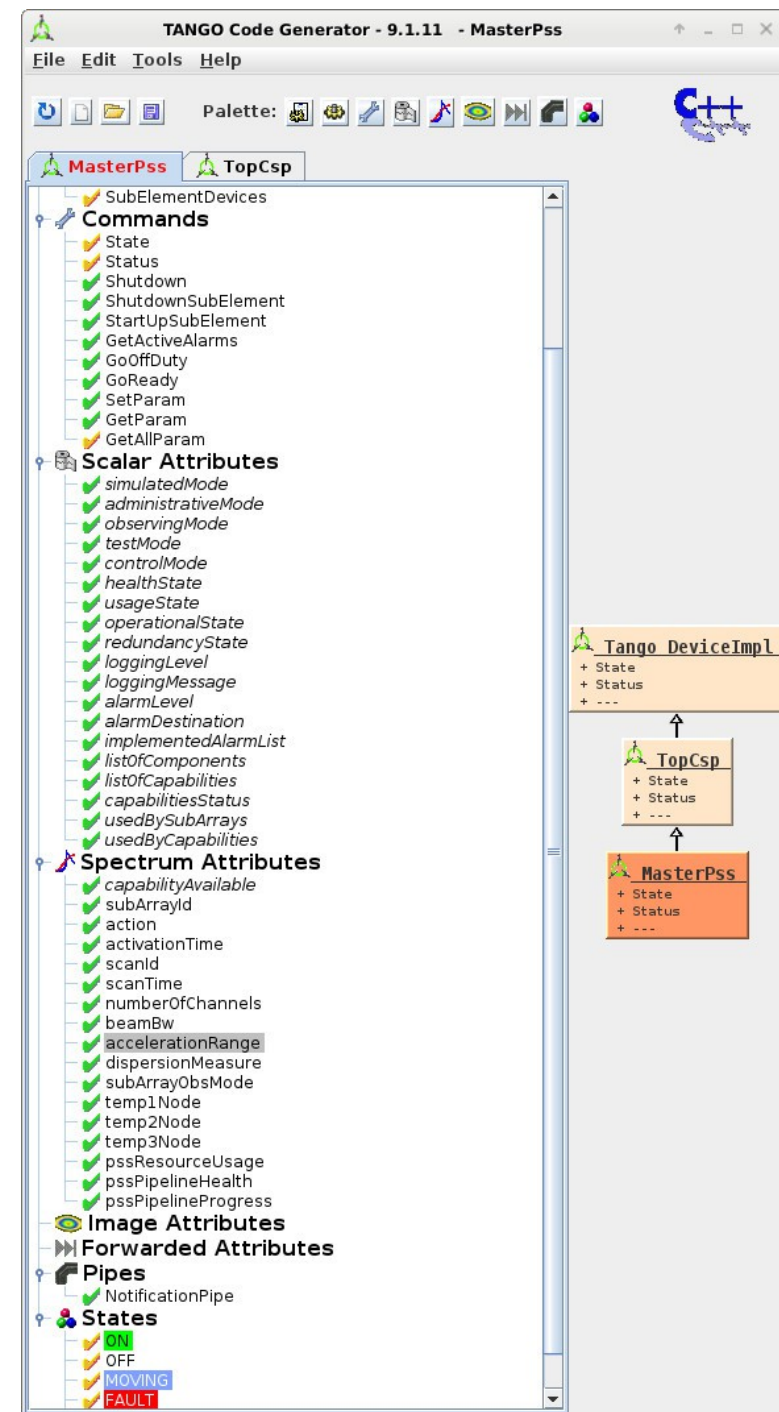 TANGO Code Generator - 9.1.11 - MasterPss
File Edit Tools Help
Palette:
C++
MasterPss TopCsp
SubElementDevices
Commands
State
Status
Shutdown
ShutdownSubElement
StartUpSubElement
GetActiveAlarms
GoOffDuty
GoReady
SetParam
GetParam
GetAllParam
Scalar Attributes
simulatedMode
administrativeMode
observingMode
testMode
controlMode
healthState
usageState
operationalState
redundancyState
loggingLevel
loggingMessage
alarmLevel
alarmDestination
implementedAlarmList
listOfComponents
listOfCapabilities
capabilitiesStatus
usedBySubArrays
usedByCapabilities
Spectrum Attributes
capabilityAvailable
subArrayId
action
activationTime
scanId
scanTime
numberOfChannels
beamBw
accelerationRange
dispersionMeasure
subArrayObsMode
temp1Node
temp2Node
temp3Node
pssResourceUsage
pssPipelineHealth
pssPipelineProgress
Image Attributes
Forwarded Attributes
Pipes
NotificationPipe
States
ON
OFF
MOVING
FAULT
Tango DeviceImpl
+ State
+ Status
+ ---
TopCsp
+ State
+ Status
+ ---
MasterPss
+ State
+ Status
+ ---